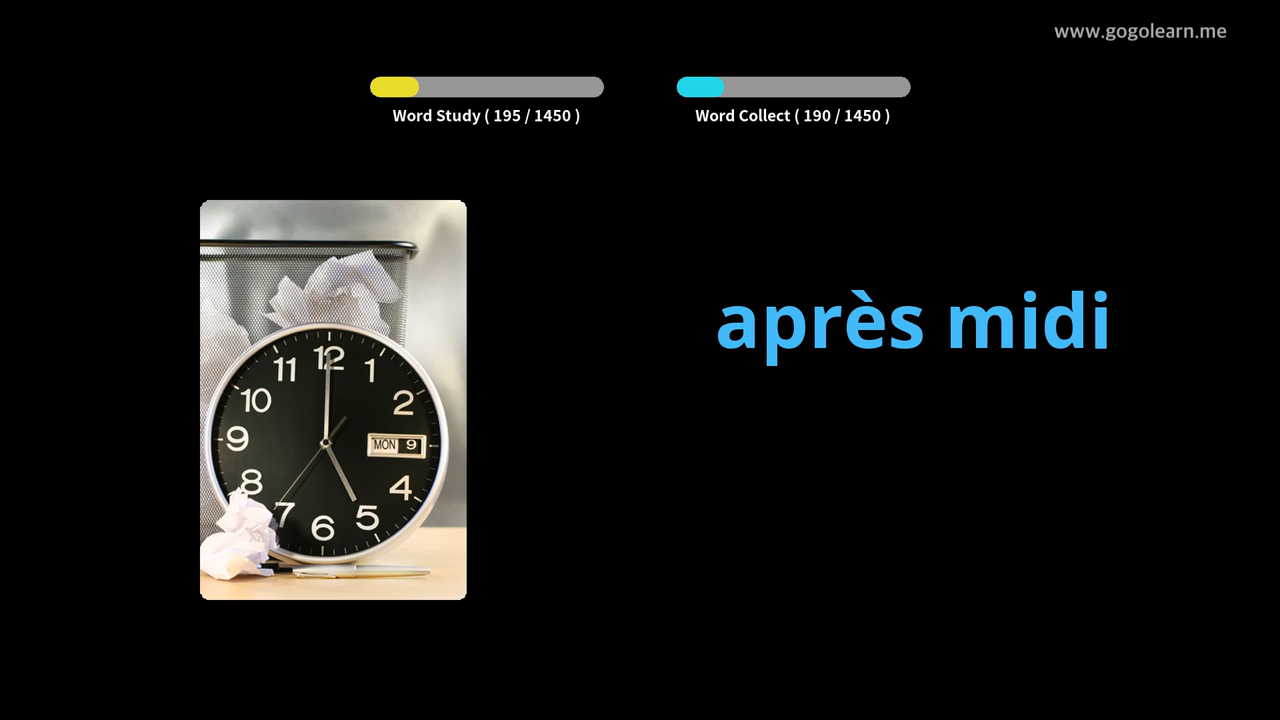 www.gogolearn.me
Word Study ( 195 / 1450 )
Word Collect ( 190 / 1450 )
après midi
12
11
1
10
2
9
MON 9
8
4
7
5
6